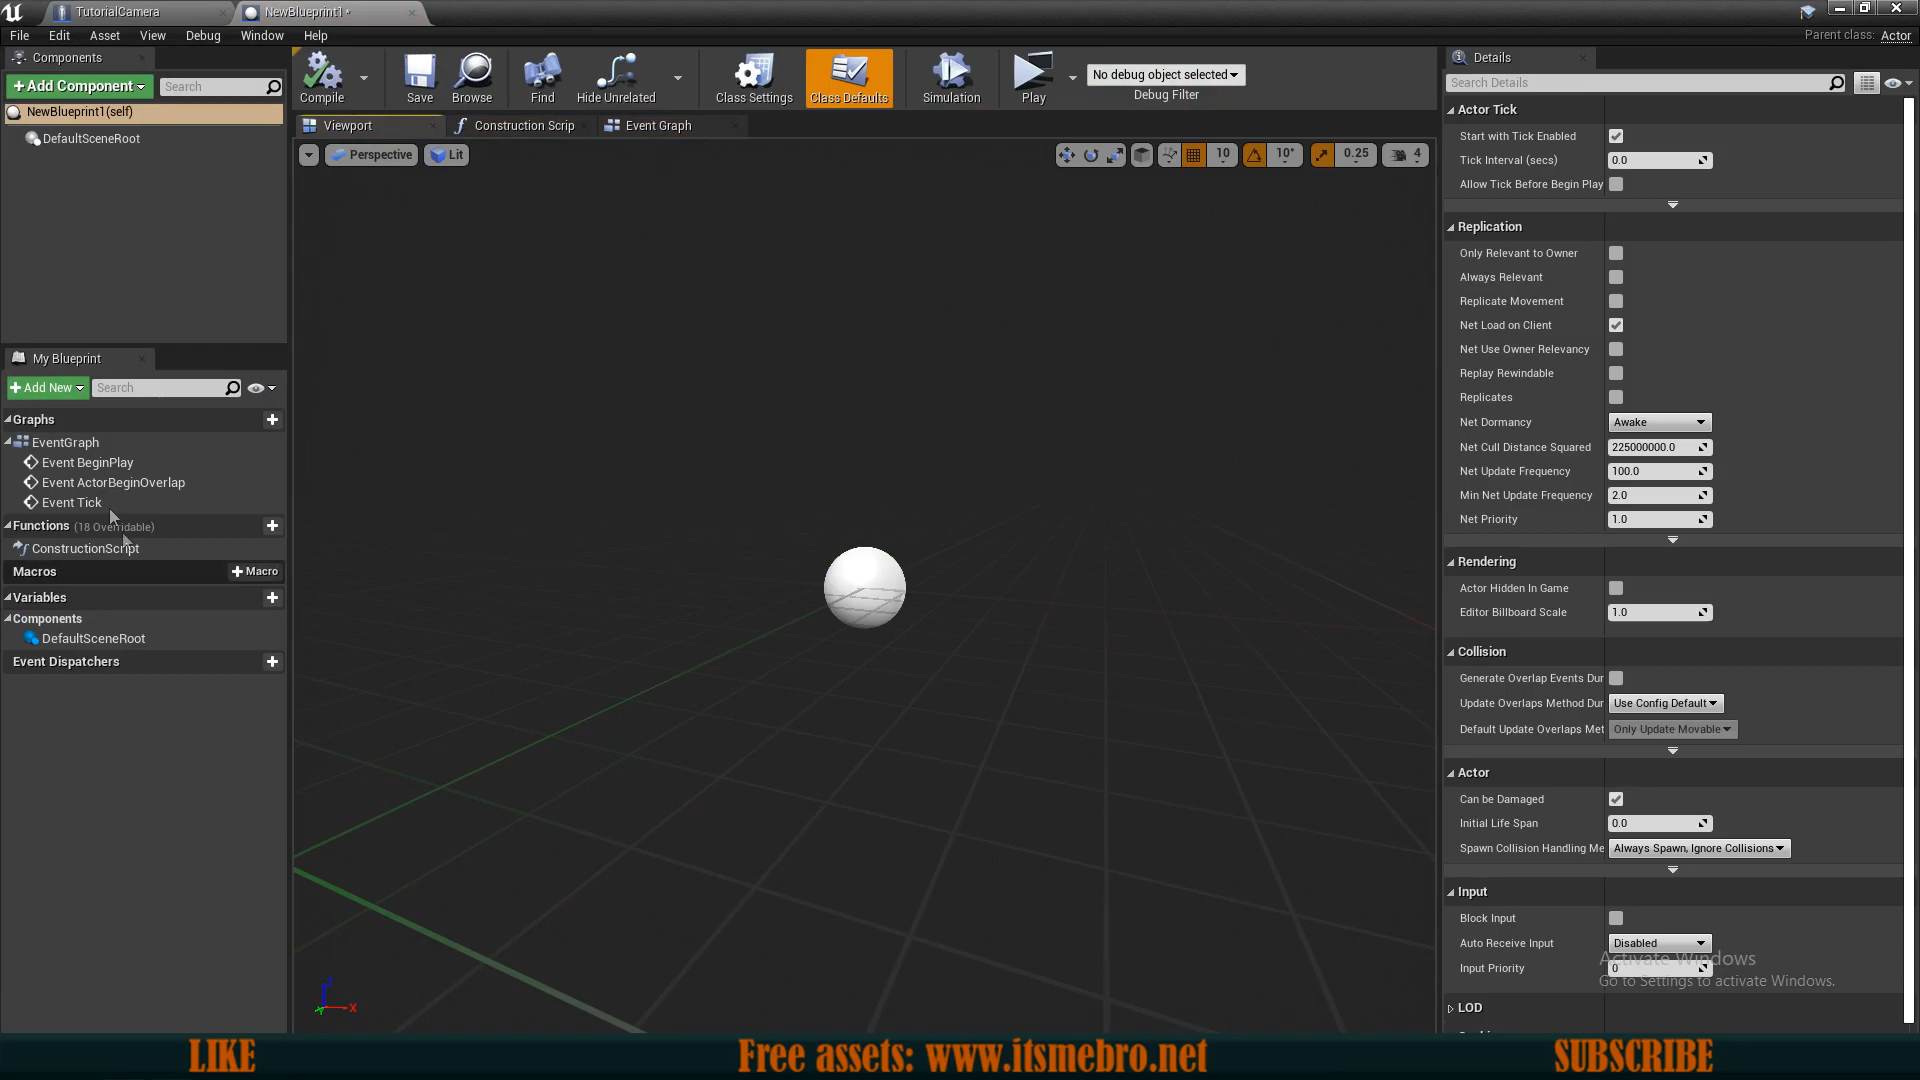 TutorialCamera
NewBlueprint1*
File Edit Asset View Debug Window Help
Parent class: Actor
Components
Add Component
Search
NewBlueprint1(self)
DefaultSceneRoot
My Blueprint
Add New
Search
Graphs
EventGraph
Event BeginPlay
Event ActorBeginOverlap
Event Tick
Functions (18 Overridable)
ConstructionScript
Macros
Macro
Variables
Components
DefaultSceneRoot
Event Dispatchers
Compile
Save
Browse
Find
Hide Unrelated
Class Settings
Class Defaults
Simulation
Play
No debug object selected
Debug Filter
Viewport
Construction Scrip
Event Graph
Perspective
Lit
10
10°
0.25
4
Z
X
Y
Details
Search Details
Actor Tick
Start with Tick Enabled
Tick Interval (secs) 0.0
Allow Tick Before Begin Play
Replication
Only Relevant to Owner
Always Relevant
Replicate Movement
Net Load on Client
Net Use Owner Relevancy
Replay Rewindable
Replicates
Net Dormancy Awake
Net Cull Distance Squared 225000000.0
Net Update Frequency 100.0
Min Net Update Frequency 2.0
Net Priority 1.0
Rendering
Actor Hidden In Game
Editor Billboard Scale 1.0
Collision
Generate Overlap Events Dur
Update Overlaps Method Dur Use Config Default
Default Update Overlaps Met Only Update Movable
Actor
Can be Damaged
Initial Life Span 0.0
Spawn Collision Handling Me Always Spawn, Ignore Collisions
Input
Block Input
Auto Receive Input Disabled
Input Priority 0
LOD
Activate Windows
Go to Settings to activate Windows.
LIKE
Free assets: www.itsmebro.net
SUBSCRIBE